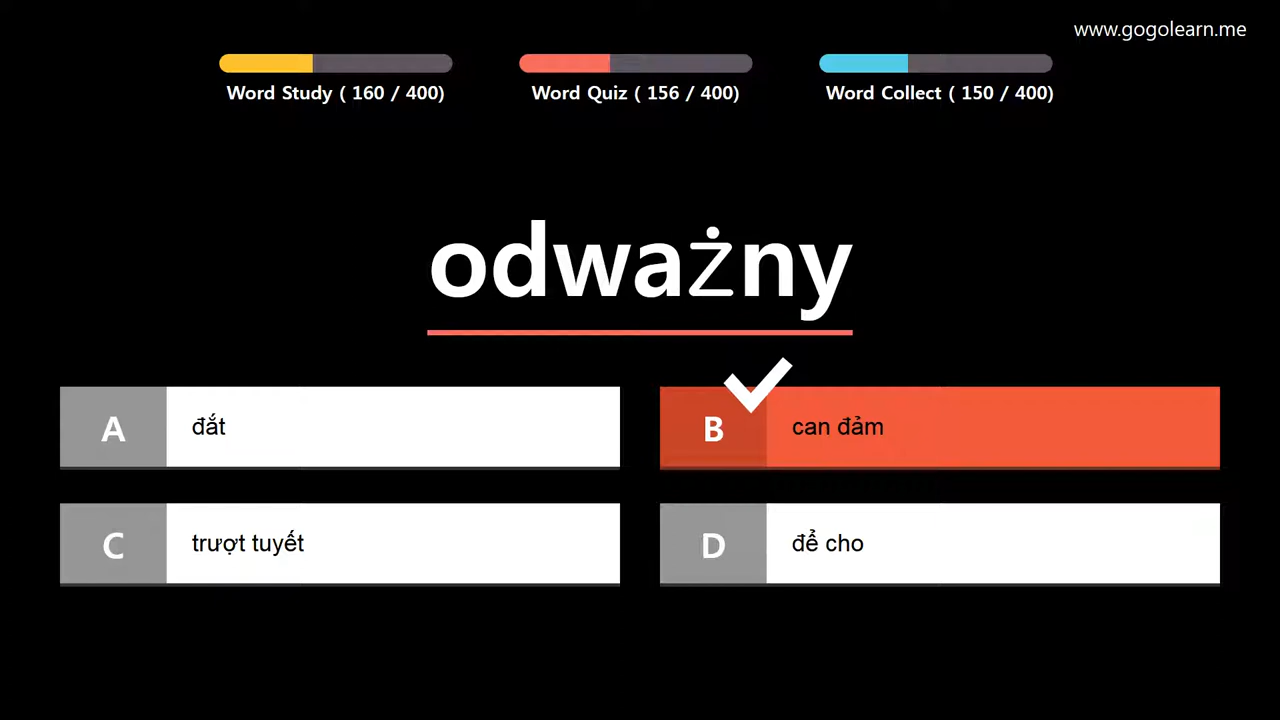 www.gogolearn.me
Word Study ( 160 / 400)
Word Quiz ( 156 / 400)
Word Collect ( 150 / 400)
odważny
A
đắt
B
can đảm
C
trượt tuyết
D
để cho